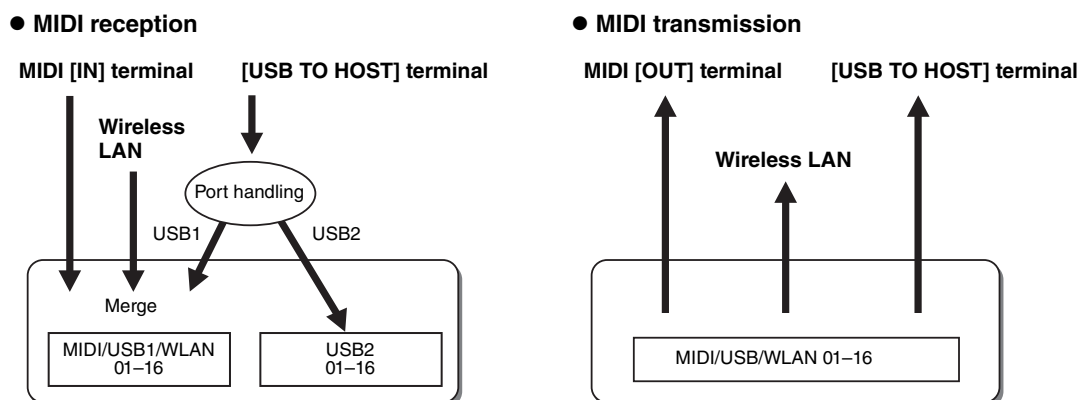 ● MIDI reception
MIDI [IN] terminal
[USB TO HOST] terminal
Wireless
LAN
Port handling
USB1
USB2
Merge
MIDI/USB1/WLAN
01–16
USB2
01–16
● MIDI transmission
MIDI [OUT] terminal
[USB TO HOST] terminal
Wireless LAN
MIDI/USB/WLAN 01–16